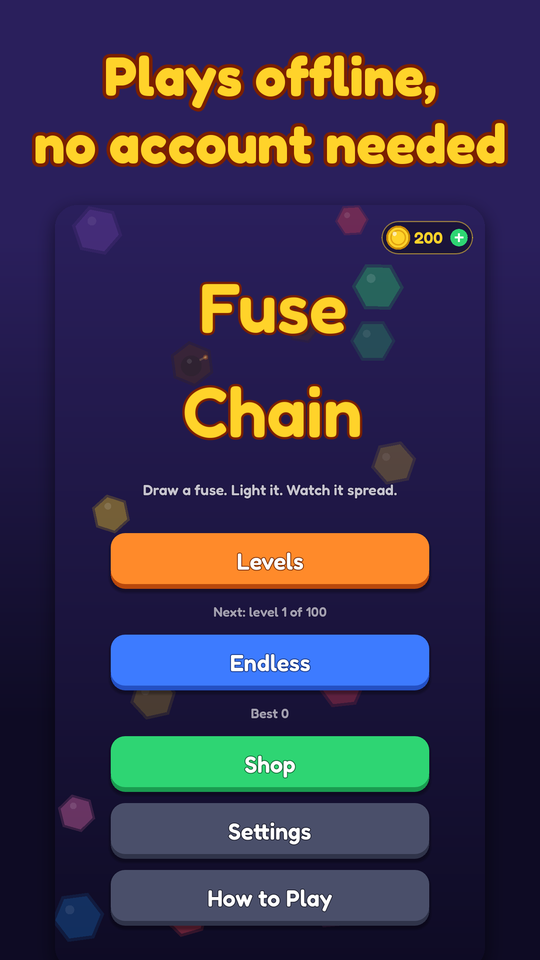 Plays offline,
no account needed
200
Fuse
Chain
Draw a fuse. Light it. Watch it spread.
Levels
Next: level 1 of 100
Endless
Best 0
Shop
Settings
How to Play